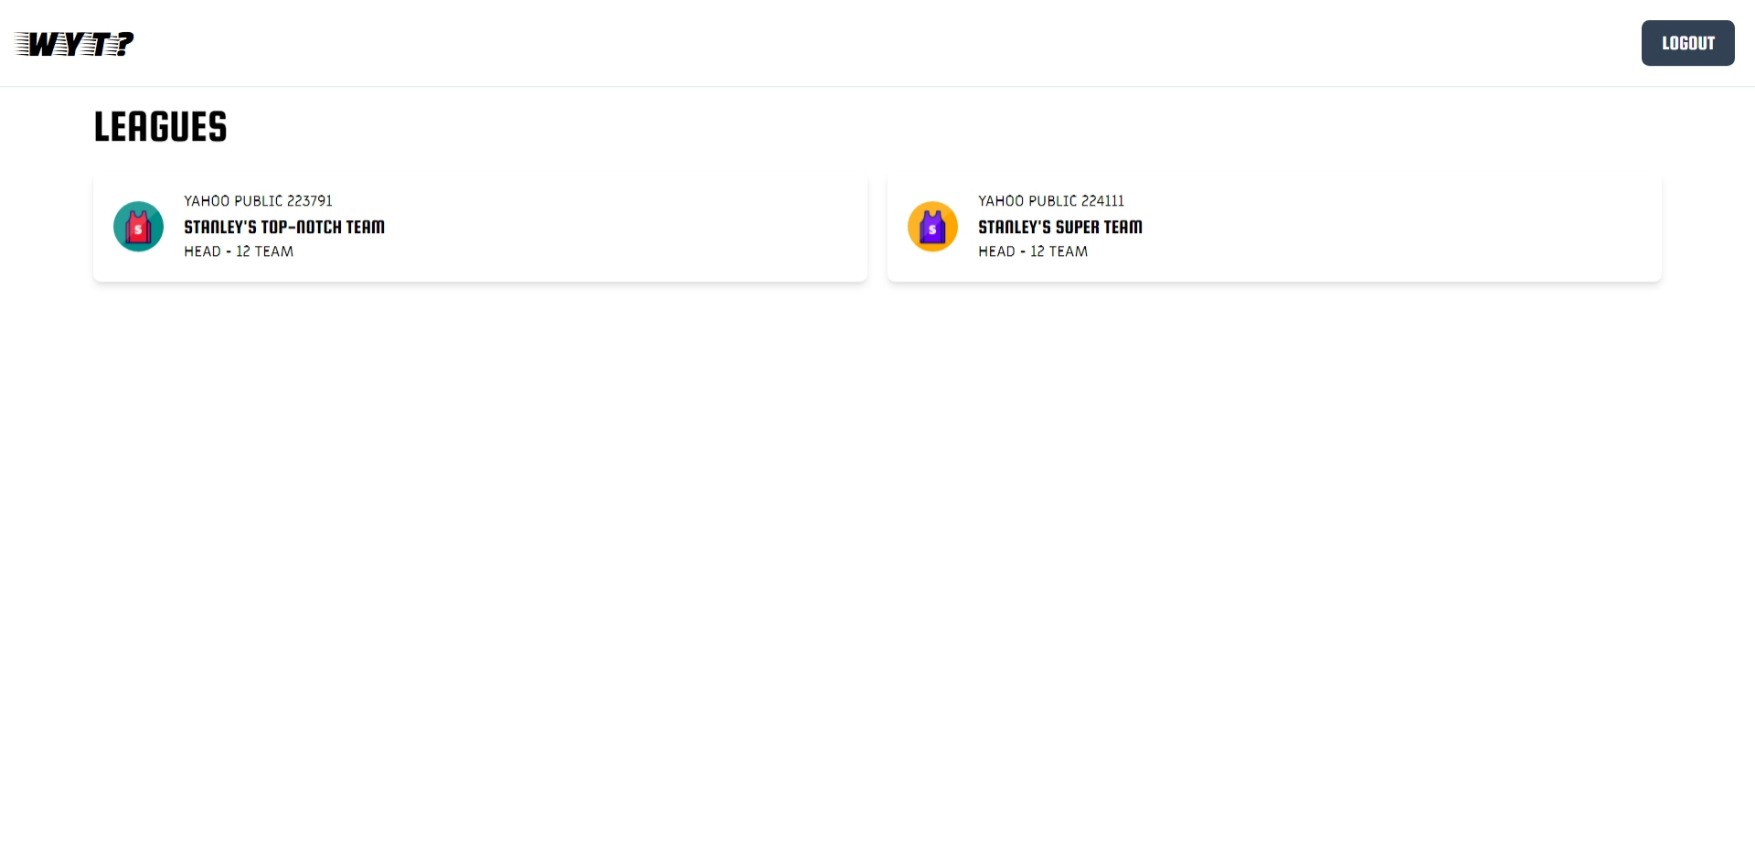 WYT?
LOGOUT
LEAGUES
YAHOO PUBLIC 223791
STANLEY'S TOP-NOTCH TEAM
HEAD - 12 TEAM
S
YAHOO PUBLIC 224111
STANLEY'S SUPER TEAM
HEAD - 12 TEAM
S